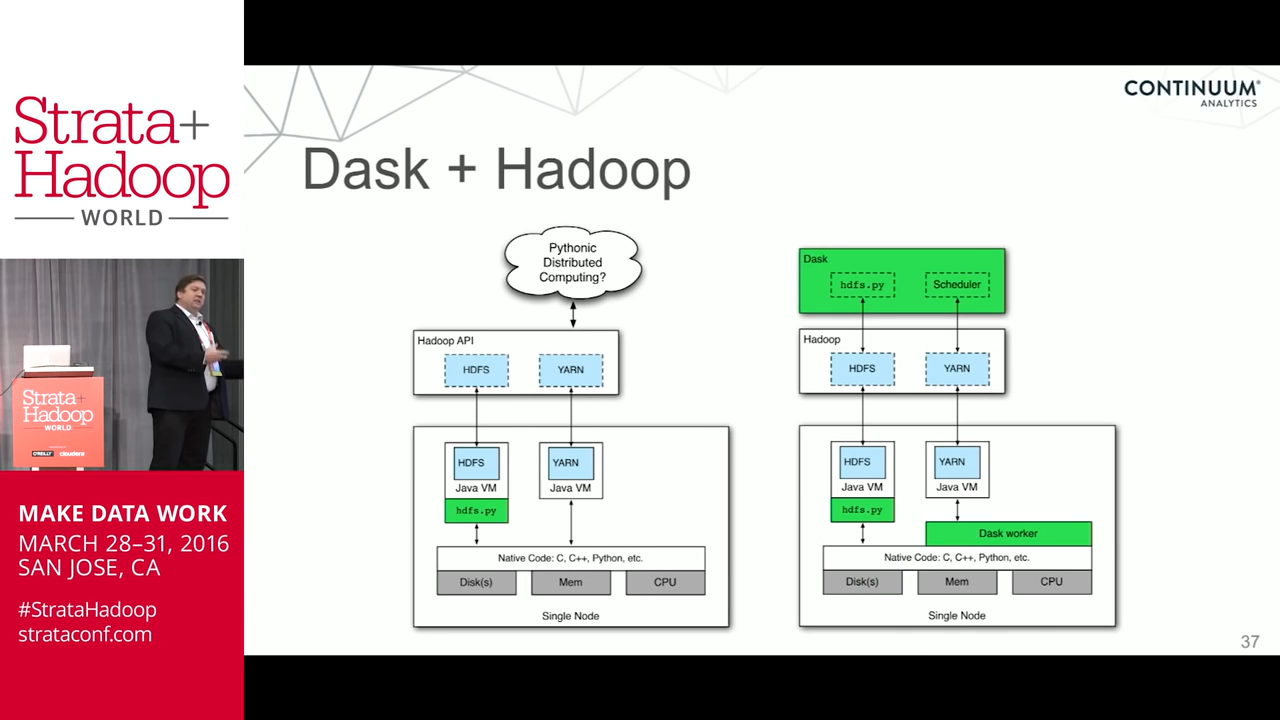 Strata+
Hadoop
WORLD
Strata+
Hadoop
WORLD
O'REILLY
cloudera
MAKE DATA WORK
MARCH 28–31, 2016
SAN JOSE, CA
#StrataHadoop
strataconf.com
CONTINUUM®
ANALYTICS
Dask + Hadoop
Pythonic
Distributed
Computing?
Hadoop API
HDFS
YARN
HDFS
Java VM
hdfs.py
YARN
Java VM
Native Code: C, C++, Python, etc.
Disk(s)
Mem
CPU
Single Node
Dask
hdfs.py
Scheduler
Hadoop
HDFS
YARN
HDFS
Java VM
hdfs.py
YARN
Java VM
Dask worker
Native Code: C, C++, Python, etc.
Disk(s)
Mem
CPU
Single Node
37